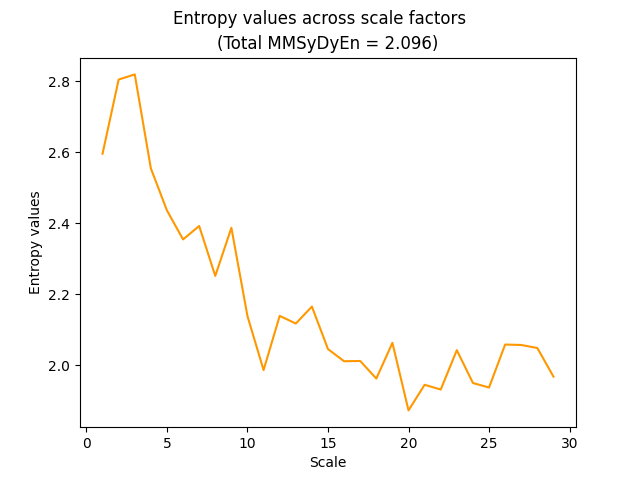 Entropy values across scale factors
(Total MMSyDyEn = 2.096)
2.8
2.6
2.4
2.2
2.0
Entropy values
0 5 10 15 20 25 30
Scale